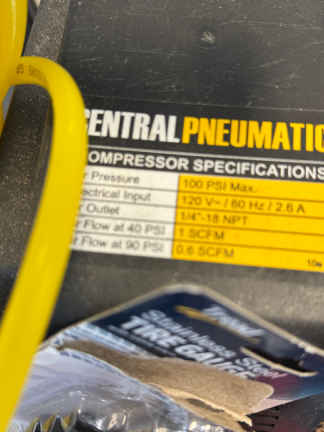 CENTRAL PNEUMATIC
COMPRESSOR SPECIFICATIONS
r Pressure 100 PSI Max.
ectrical Input 120 V~ / 60 Hz / 2.6 A
r Outlet 1/4"-18 NPT
r Flow at 40 PSI 1 SCFM
r Flow at 90 PSI 0.6 SCFM
Stainless Steel
TIRE GAUGE